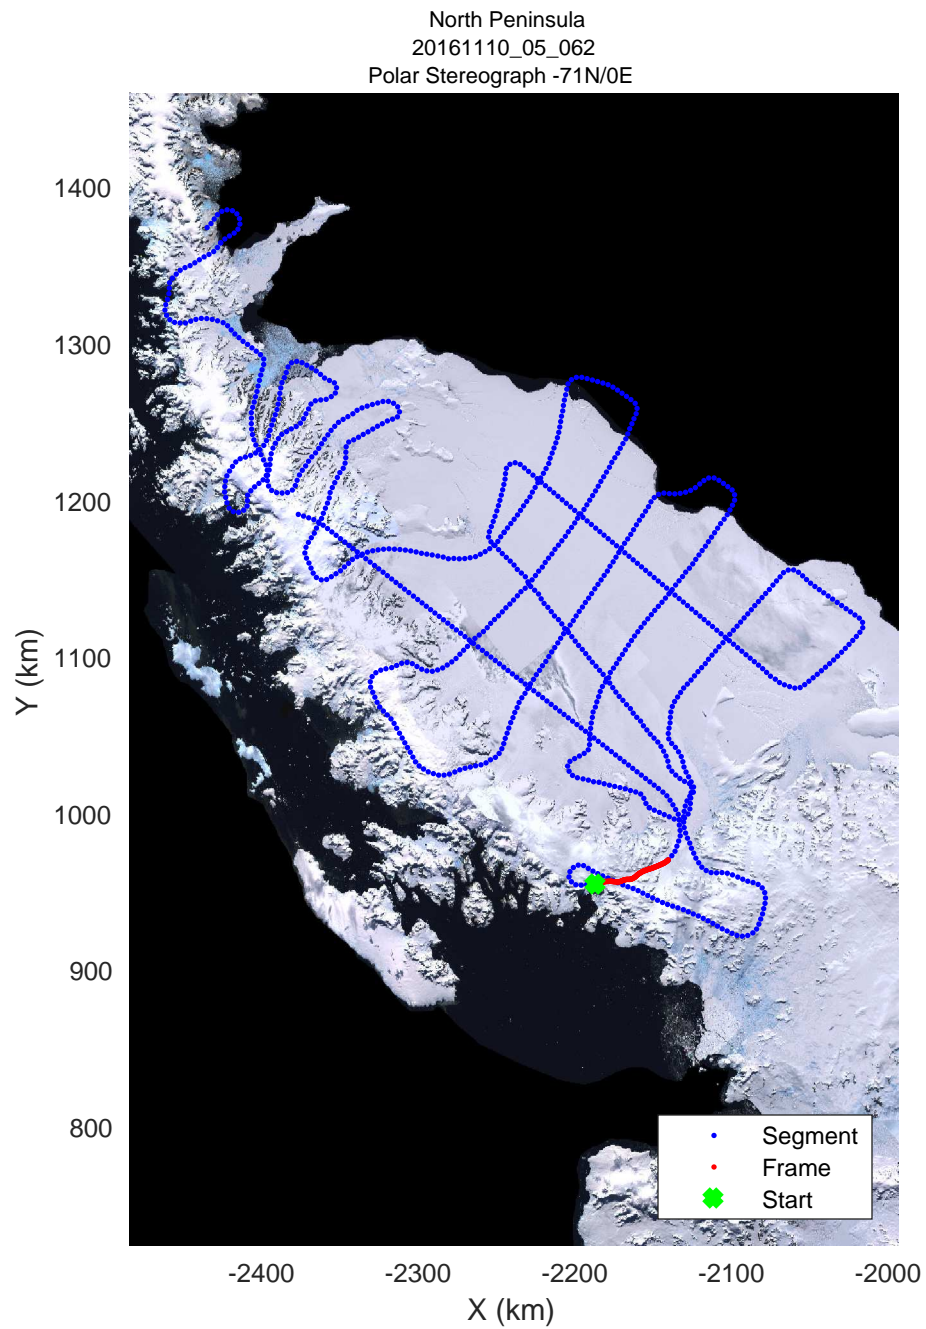 North Peninsula
20161110_05_062
Polar Stereograph -71N/0E
1400
1300
1200
1100
1000
900
800
Y (km)
Segment
Frame
Start
-2400 -2300 -2200 -2100 -2000
X (km)